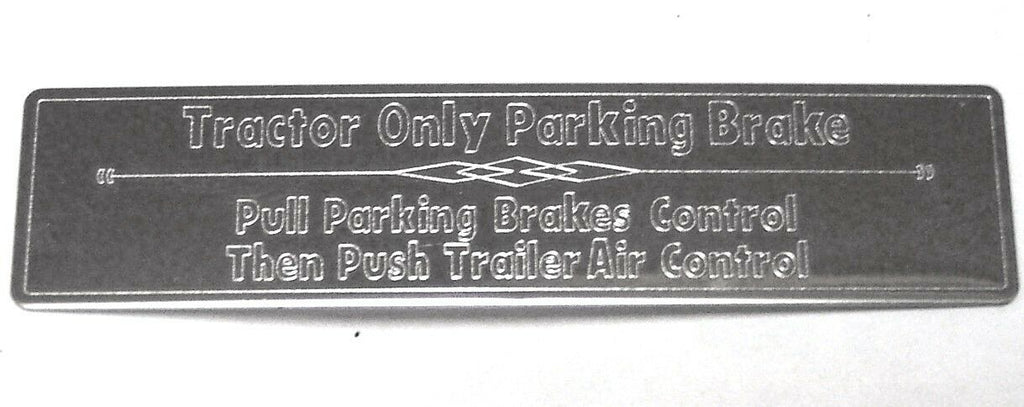 Tractor Only Parking Brake
Pull Parking Brakes Control
Then Push Trailer Air Control